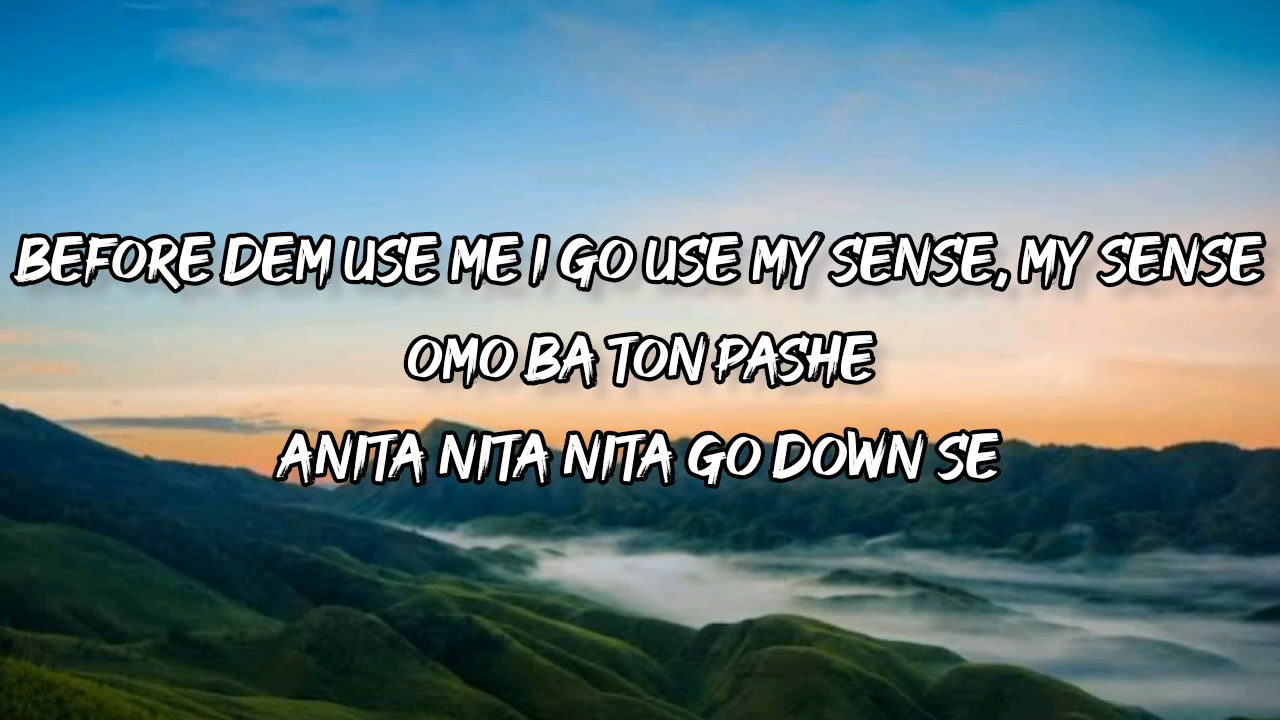 BEFORE DEM USE ME I GO USE MY SENSE, MY SENSE
OMO BA TON PASHE
ANITA NITA NITA GO DOWN SE